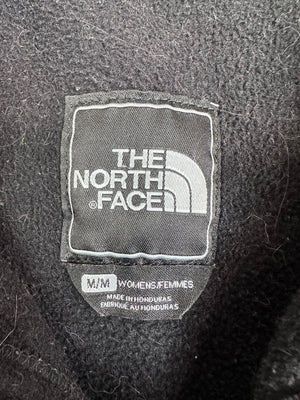 THE
NORTH
©FACE
M/M WOMENS/FEMMES
MADE IN HONDURAS
FABRIQUÉ AU HONDURAS